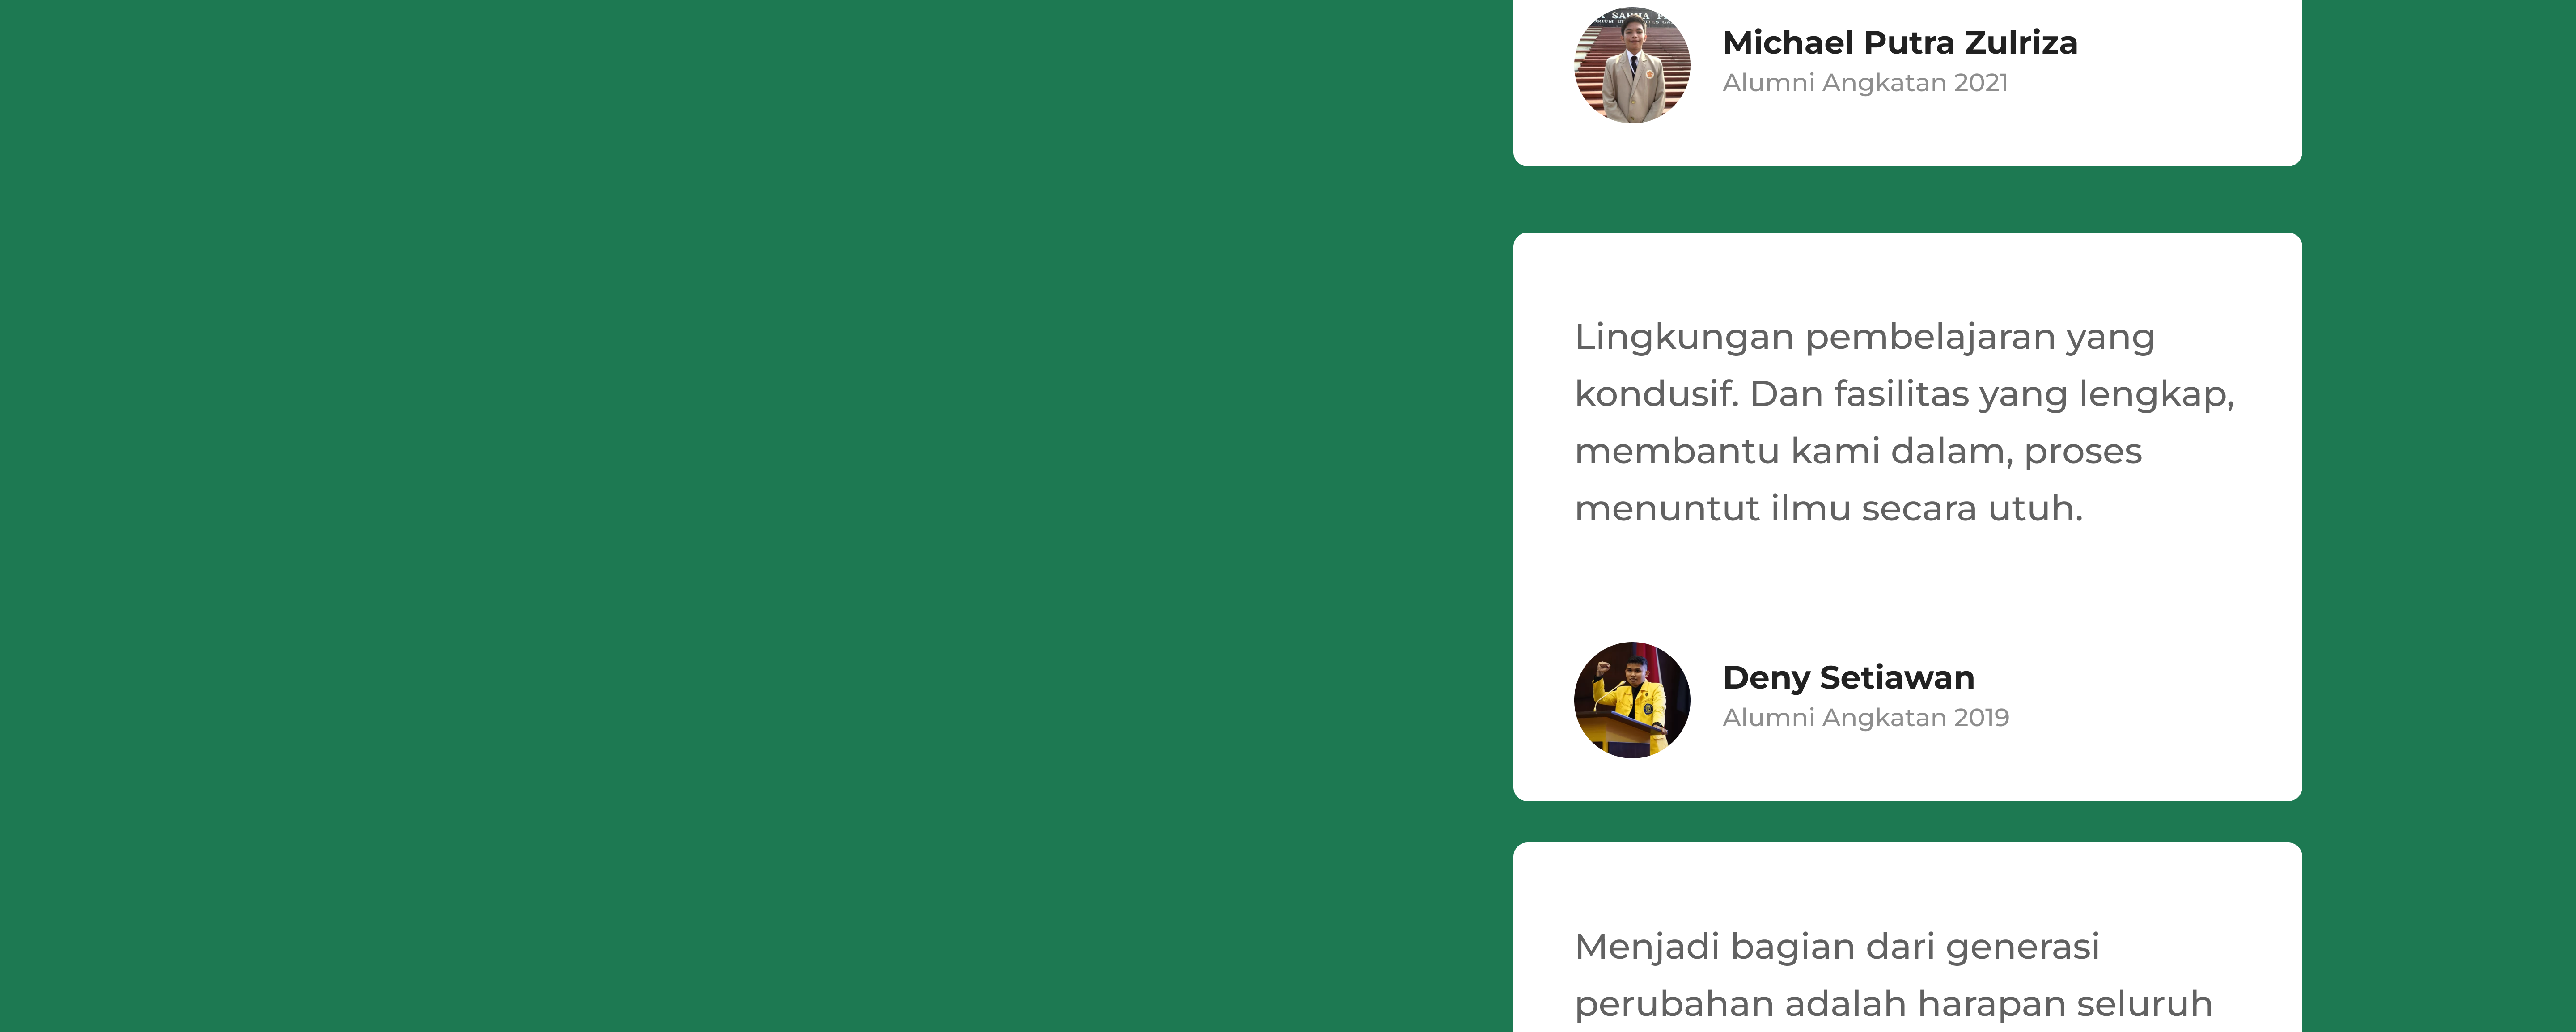 Michael Putra Zulriza
Alumni Angkatan 2021
Lingkungan pembelajaran yang
kondusif. Dan fasilitas yang lengkap,
membantu kami dalam, proses
menuntut ilmu secara utuh.
Deny Setiawan
Alumni Angkatan 2019
Menjadi bagian dari generasi
perubahan adalah harapan seluruh